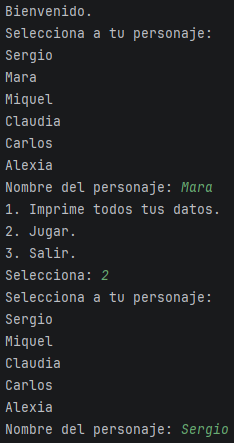 Bienvenido.
Selecciona a tu personaje:
Sergio
Mara
Miquel
Claudia
Carlos
Alexia
Nombre del personaje: Mara
1. Imprime todos tus datos.
2. Jugar.
3. Salir.
Selecciona: 2
Selecciona a tu personaje:
Sergio
Miquel
Claudia
Carlos
Alexia
Nombre del personaje: Sergio